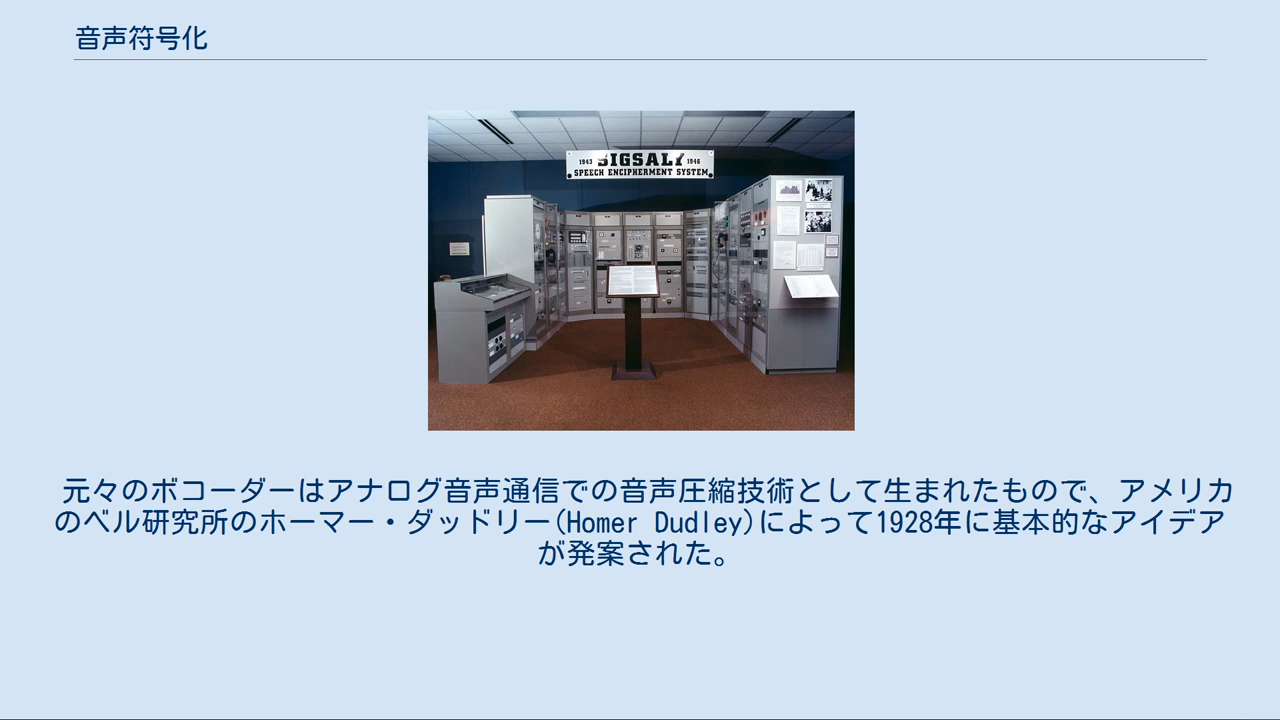 音声符号化
1943 SIGSALY 1946
SPEECH ENCIPHERMENT SYSTEM
元々のボコーダーはアナログ音声通信での音声圧縮技術として生まれたもので、アメリカ
のベル研究所のホーマー・ダッドリー(Homer Dudley)によって1928年に基本的なアイデア
が発案された。